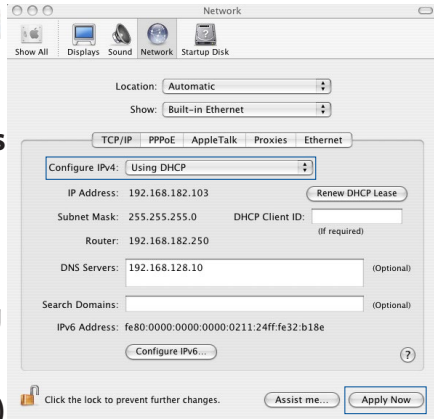 Network
Show All Displays Sound Network Startup Disk
Location: Automatic
Show: Built-in Ethernet
TCP/IP PPPoE AppleTalk Proxies Ethernet
Configure IPv4: Using DHCP
IP Address: 192.168.182.103 Renew DHCP Lease
Subnet Mask: 255.255.255.0 DHCP Client ID:
(If required)
Router: 192.168.182.250
DNS Servers: 192.168.128.10 (Optional)
Search Domains: (Optional)
IPv6 Address: fe80:0000:0000:0000:0211:24ff:fe32:b18e
Configure IPv6... ?
Click the lock to prevent further changes. Assist me... Apply Now